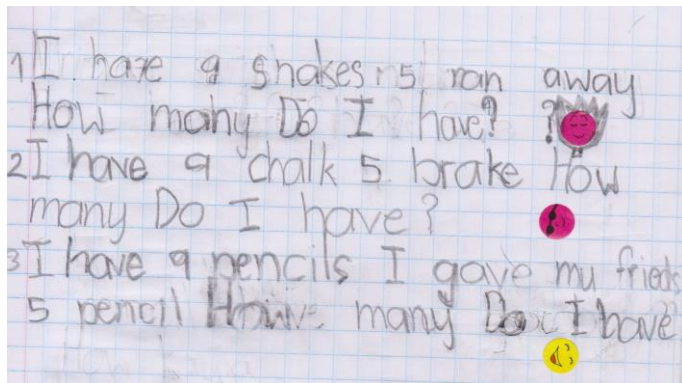 1 I have 9 snakes. 5 ran away
How many Do I have? ?
2 I have 9 chalk 5. brake How
many Do I have?
3 I have 9 pencils I gave my frieds
5 pencil How many Do I have